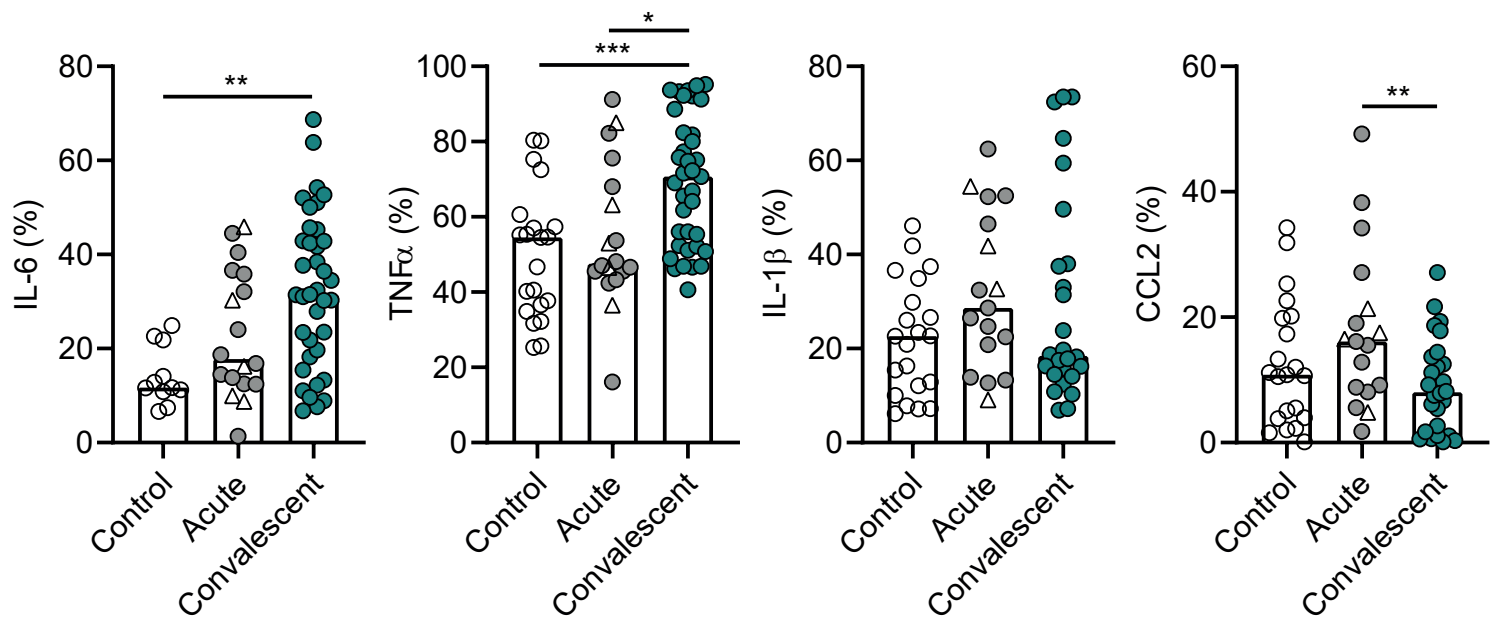 IL-6 (%)
80
60
40
20
0
**
Control
Acute
Convalescent
TNFα (%)
100
80
60
40
20
0
*
***
Control
Acute
Convalescent
IL-1β (%)
80
60
40
20
0
Control
Acute
Convalescent
CCL2 (%)
60
40
20
0
**
Control
Acute
Convalescent